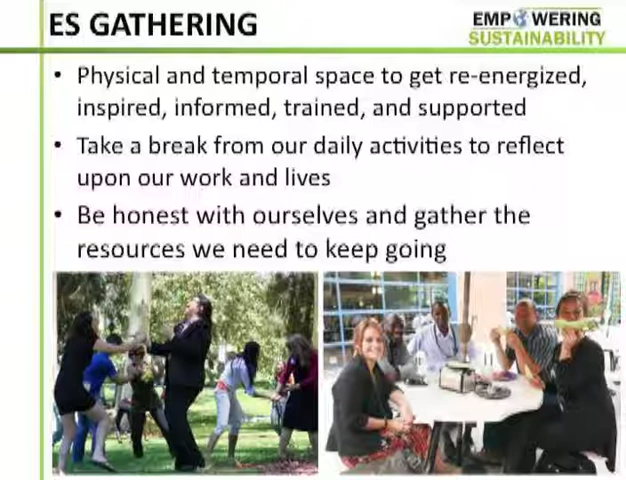 ES GATHERING
EMPOWERING
SUSTAINABILITY
• Physical and temporal space to get re-energized,
inspired, informed, trained, and supported
• Take a break from our daily activities to reflect
upon our work and lives
• Be honest with ourselves and gather the
resources we need to keep going